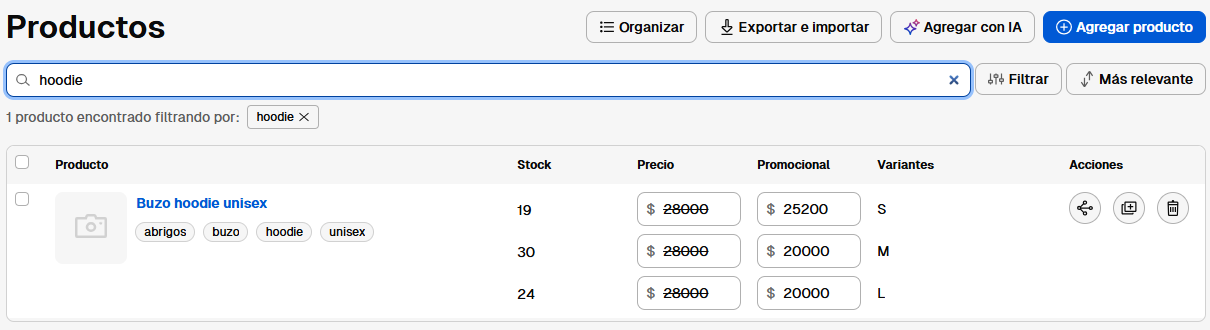 Productos
Organizar
Exportar e importar
Agregar con IA
Agregar producto
hoodie
Filtrar
Más relevante
1 producto encontrado filtrando por: hoodie
Producto Stock Precio Promocional Variantes Acciones
Buzo hoodie unisex
abrigos buzo hoodie unisex
19 $ 28000 $ 25200 S
30 $ 28000 $ 20000 M
24 $ 28000 $ 20000 L